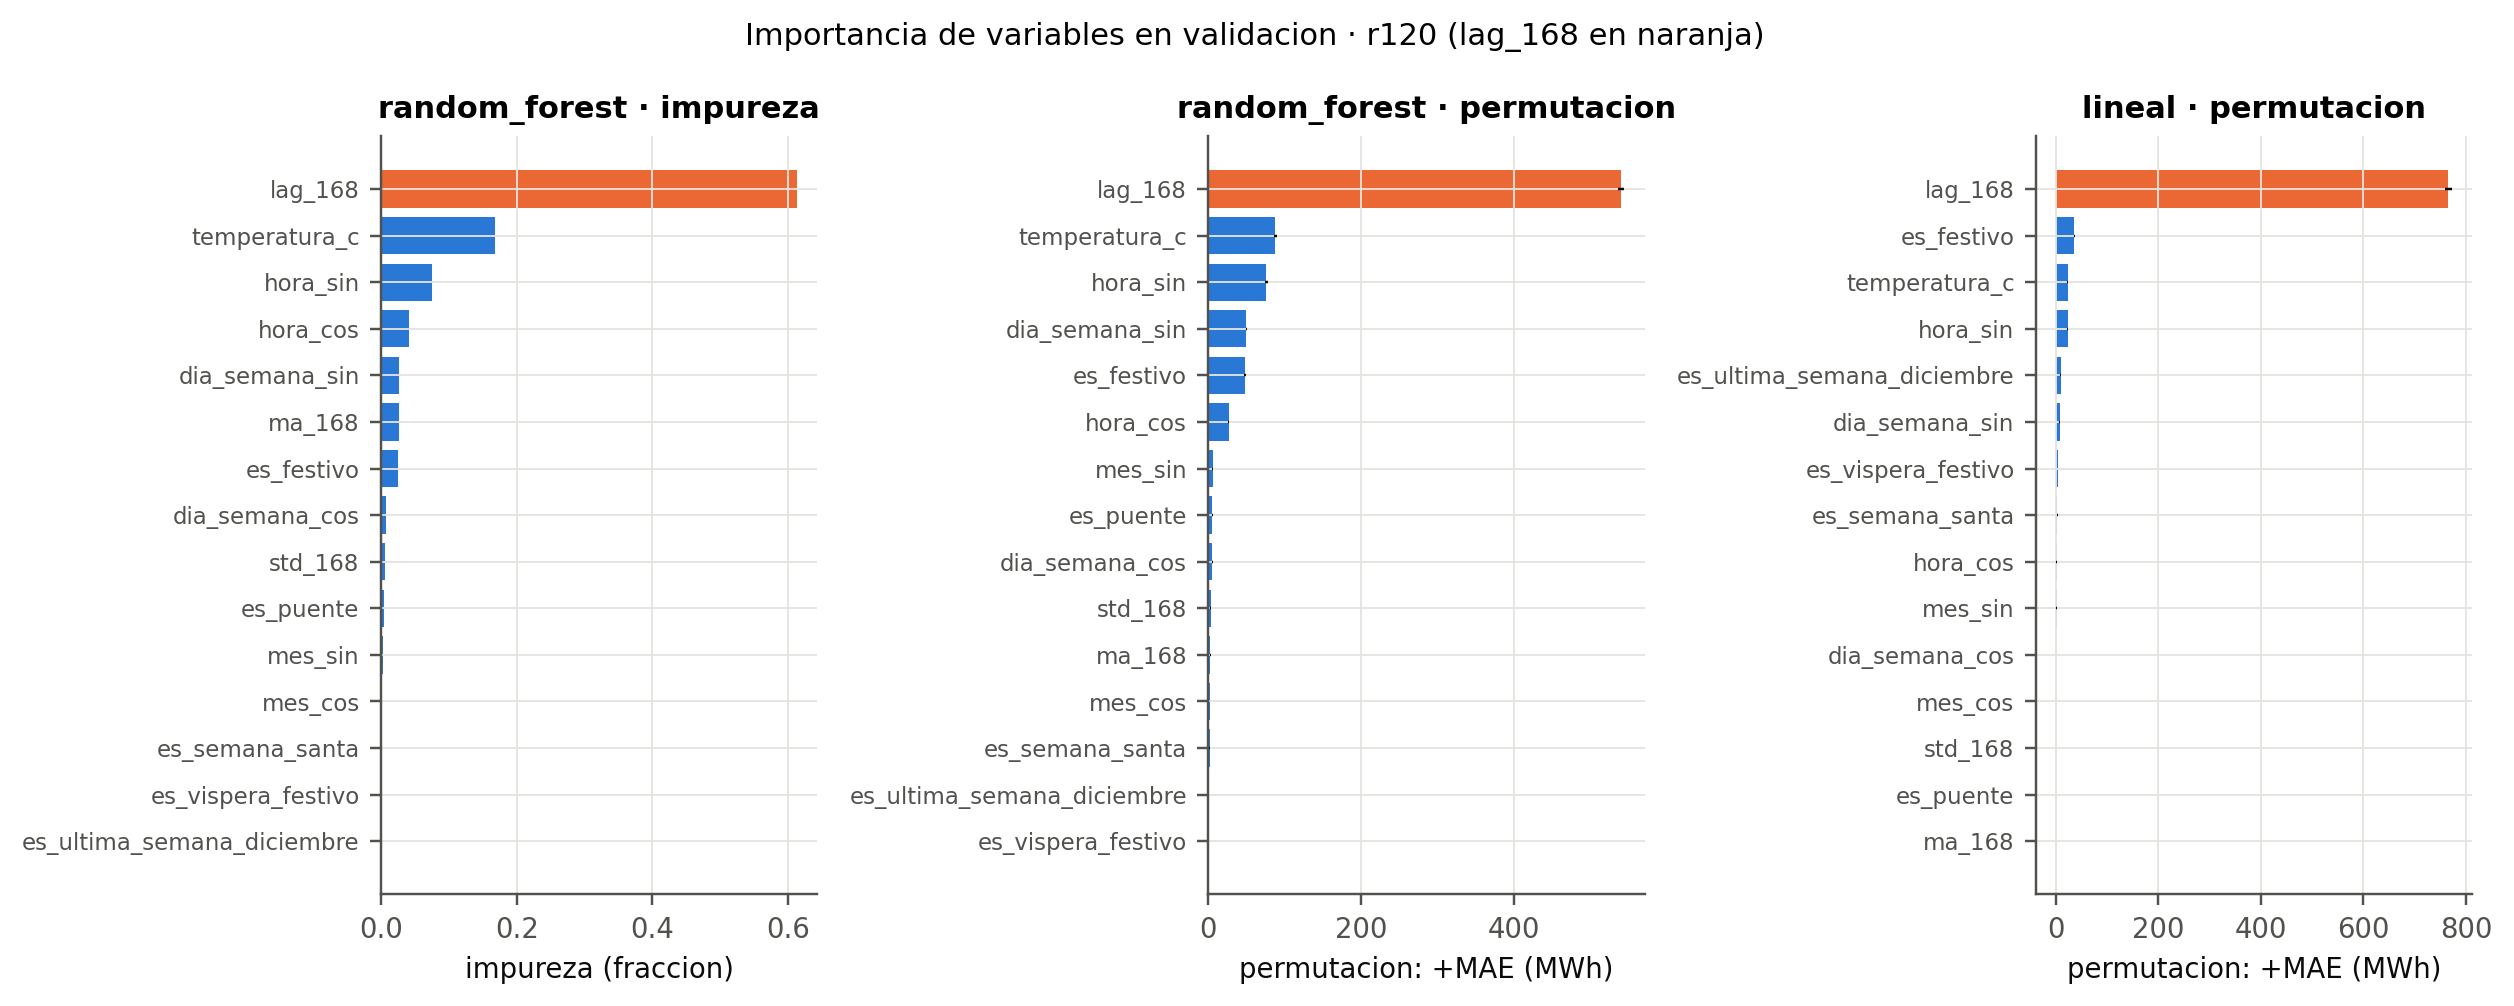 Importancia de variables en validacion · r120 (lag_168 en naranja)
random_forest · impureza
lag_168
temperatura_c
hora_sin
hora_cos
dia_semana_sin
ma_168
es_festivo
dia_semana_cos
std_168
es_puente
mes_sin
mes_cos
es_semana_santa
es_vispera_festivo
es_ultima_semana_diciembre
0.0 0.2 0.4 0.6
impureza (fraccion)
random_forest · permutacion
lag_168
temperatura_c
hora_sin
dia_semana_sin
es_festivo
hora_cos
mes_sin
es_puente
dia_semana_cos
std_168
ma_168
mes_cos
es_semana_santa
es_ultima_semana_diciembre
es_vispera_festivo
0 200 400
permutacion: +MAE (MWh)
lineal · permutacion
lag_168
es_festivo
temperatura_c
hora_sin
es_ultima_semana_diciembre
dia_semana_sin
es_vispera_festivo
es_semana_santa
hora_cos
mes_sin
dia_semana_cos
mes_cos
std_168
es_puente
ma_168
0 200 400 600 800
permutacion: +MAE (MWh)